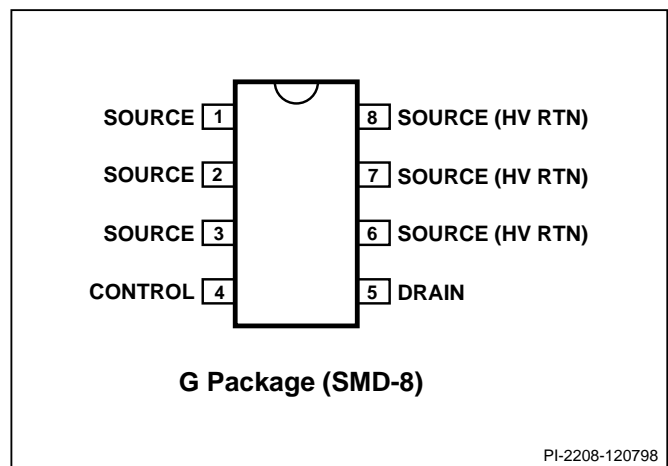 SOURCE 1 8 SOURCE (HV RTN)
SOURCE 2 7 SOURCE (HV RTN)
SOURCE 3 6 SOURCE (HV RTN)
CONTROL 4 5 DRAIN
G Package (SMD-8)
PI-2208-120798